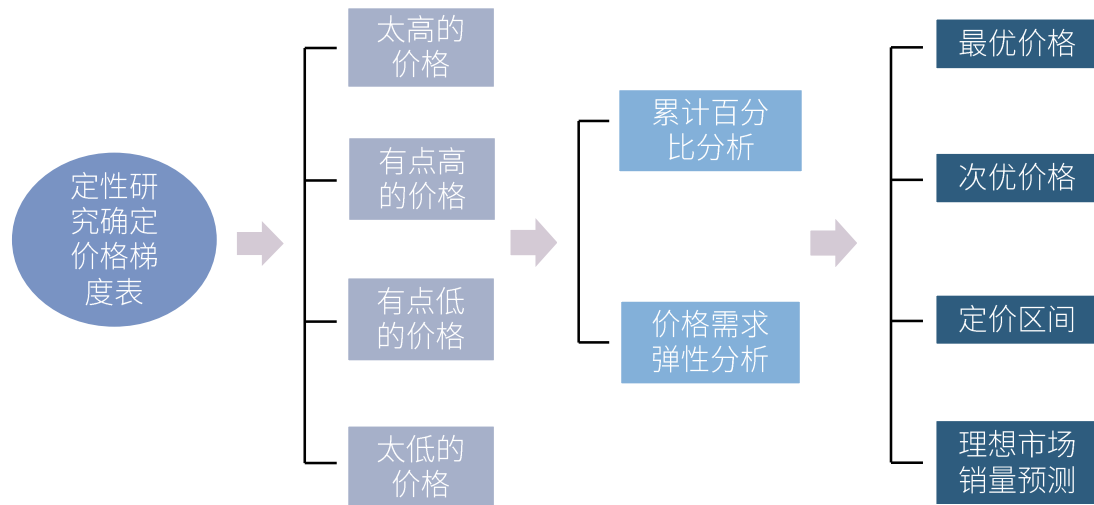 定性研
究确定
价格梯
度表
太高的
价格
有点高
的价格
有点低
的价格
太低的
价格
累计百分
比分析
价格需求
弹性分析
最优价格
次优价格
定价区间
理想市场
销量预测